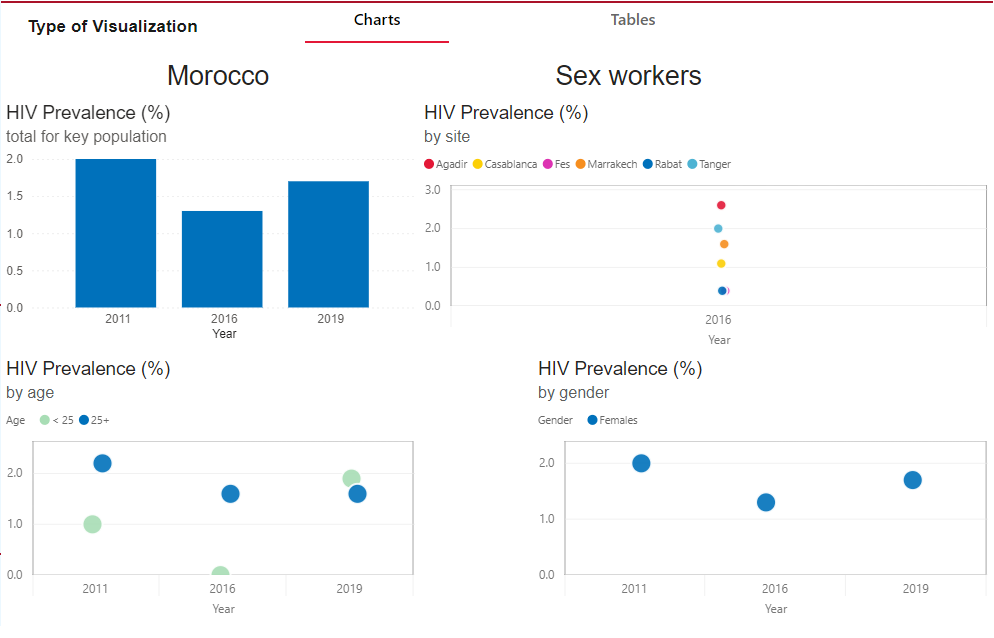 Type of Visualization
Charts
Tables
Morocco
Sex workers
HIV Prevalence (%)
total for key population
2.0
1.5
1.0
0.5
0.0
2011 2016 2019
Year
HIV Prevalence (%)
by site
Agadir Casablanca Fes Marrakech Rabat Tanger
3.0
2.0
1.0
0.0
2016
Year
HIV Prevalence (%)
by age
Age < 25 25+
2.0
1.0
0.0
2011 2016 2019
Year
HIV Prevalence (%)
by gender
Gender Females
2.0
1.0
0.0
2011 2016 2019
Year